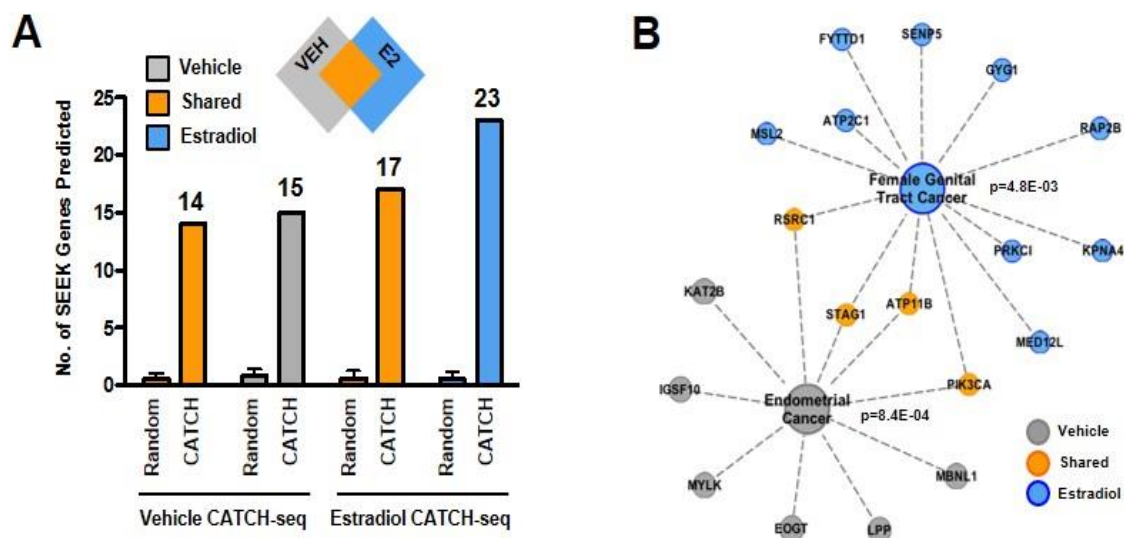 A
VEH
E2
Vehicle
Shared
Estradiol
No. of SEEK Genes Predicted
25
20
15
10
5
0
14
15
17
23
Random
CATCH
Random
CATCH
Random
CATCH
Random
CATCH
Vehicle CATCH-seq
Estradiol CATCH-seq
B
FYTTD1
SENP5
GYG1
MSL2
ATP2C1
RAP2B
Female Genital
Tract Cancer
p=4.8E-03
RSRC1
PRKCI
KPNA4
KAT2B
STAG1
ATP11B
MED12L
IGSF10
PIK3CA
Endometrial
Cancer
p=8.4E-04
MYLK
MBNL1
EOGT
LPP
Vehicle
Shared
Estradiol